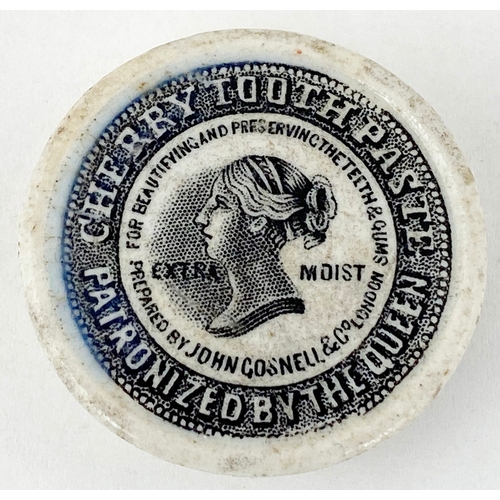 CHERRY TOOTH PASTE
PATRONIZED BY THE QUEEN
FOR BEAUTIFYING AND PRESERVING THE TEETH & GUMS
PREPARED BY JOHN GOSNELL & Co LONDON
EXTRA MOIST